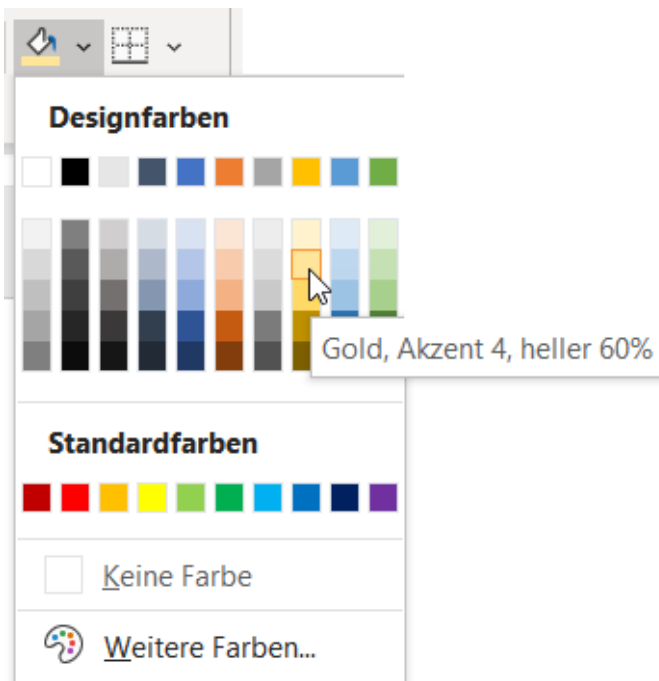 Designfarben
Gold, Akzent 4, heller 60%
Standardfarben
Keine Farbe
Weitere Farben...